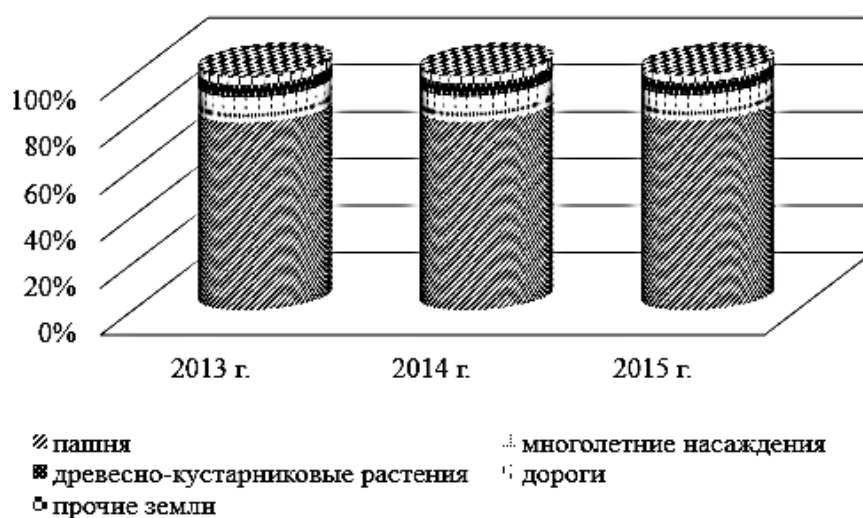 100%
80%
60%
40%
20%
0%
2013 г.
2014 г.
2015 г.
пашня
многолетние насаждения
древесно-кустарниковые растения
дороги
прочие земли